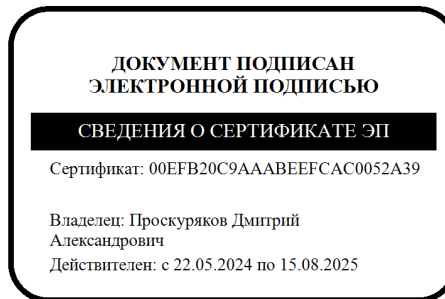 ДОКУМЕНТ ПОДПИСАН
ЭЛЕКТРОННОЙ ПОДПИСЬЮ
СВЕДЕНИЯ О СЕРТИФИКАТЕ ЭП
Сертификат: 00EFB20C9AAABEEFCAC0052A39
Владелец: Проскуряков Дмитрий
Александрович
Действителен: с 22.05.2024 по 15.08.2025